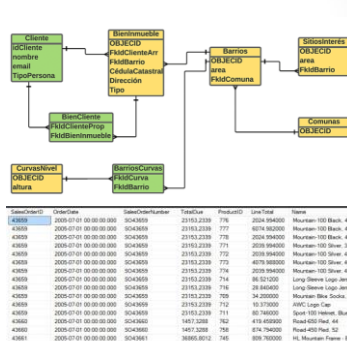 Cliente
idCliente
nombre
email
TipoPersona
BienInmueble
OBJECID
FkIdClienteArr
FkIdBarrio
CédulaCatastral
Dirección
Tipo
Barrios
OBJECID
area
FkIdComuna
SitiosInterés
OBJECID
area
FkIdBarrio
BienCliente
FkIdClienteProp
FkIdBienInmueble
Comunas
OBJECID
CurvasNivel
OBJECID
altura
BarriosCurvas
FkIdCurva
FkIdBarrio
SalesOrderID OrderDate SalesOrderNumber TotalDue ProductID LineTotal Name
43659 2005-07-01 00:00:00.000 SO43659 23153,2339 776 2024.994000 Mountain-100 Black, 4
43659 2005-07-01 00:00:00.000 SO43659 23153,2339 777 6074.982000 Mountain-100 Black, 4
43659 2005-07-01 00:00:00.000 SO43659 23153,2339 778 2024.994000 Mountain-100 Black, 4
43659 2005-07-01 00:00:00.000 SO43659 23153,2339 771 2039.994000 Mountain-100 Silver, 3
43659 2005-07-01 00:00:00.000 SO43659 23153,2339 772 2039.994000 Mountain-100 Silver, 4
43659 2005-07-01 00:00:00.000 SO43659 23153,2339 773 4079.988000 Mountain-100 Silver, 4
43659 2005-07-01 00:00:00.000 SO43659 23153,2339 774 2039.994000 Mountain-100 Silver, 4
43659 2005-07-01 00:00:00.000 SO43659 23153,2339 714 86.521200 Long-Sleeve Logo Jer
43659 2005-07-01 00:00:00.000 SO43659 23153,2339 716 28.840400 Long-Sleeve Logo Jer
43659 2005-07-01 00:00:00.000 SO43659 23153,2339 709 34.200000 Mountain Bike Socks,
43659 2005-07-01 00:00:00.000 SO43659 23153,2339 712 10.373000 AWC Logo Cap
43659 2005-07-01 00:00:00.000 SO43659 23153,2339 711 80.746000 Sport-100 Helmet, Blu
43660 2005-07-01 00:00:00.000 SO43660 1457,3288 762 419.458900 Road-650 Red, 44
43660 2005-07-01 00:00:00.000 SO43660 1457,3288 758 874.794000 Road-450 Red, 52
43661 2005-07-01 00:00:00.000 SO43661 36865,8012 745 809.760000 HL Mountain Frame - B